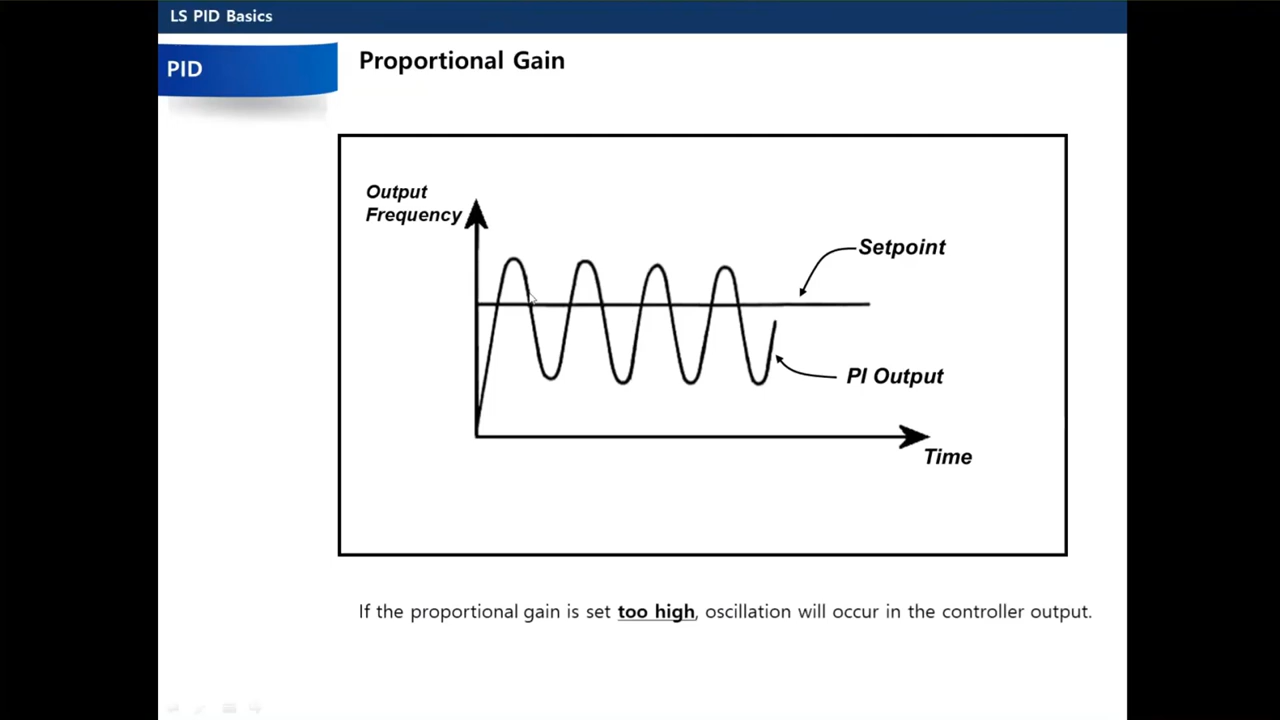 LS PID Basics
PID
Proportional Gain
Output
Frequency
Setpoint
PI Output
Time
If the proportional gain is set too high, oscillation will occur in the controller output.